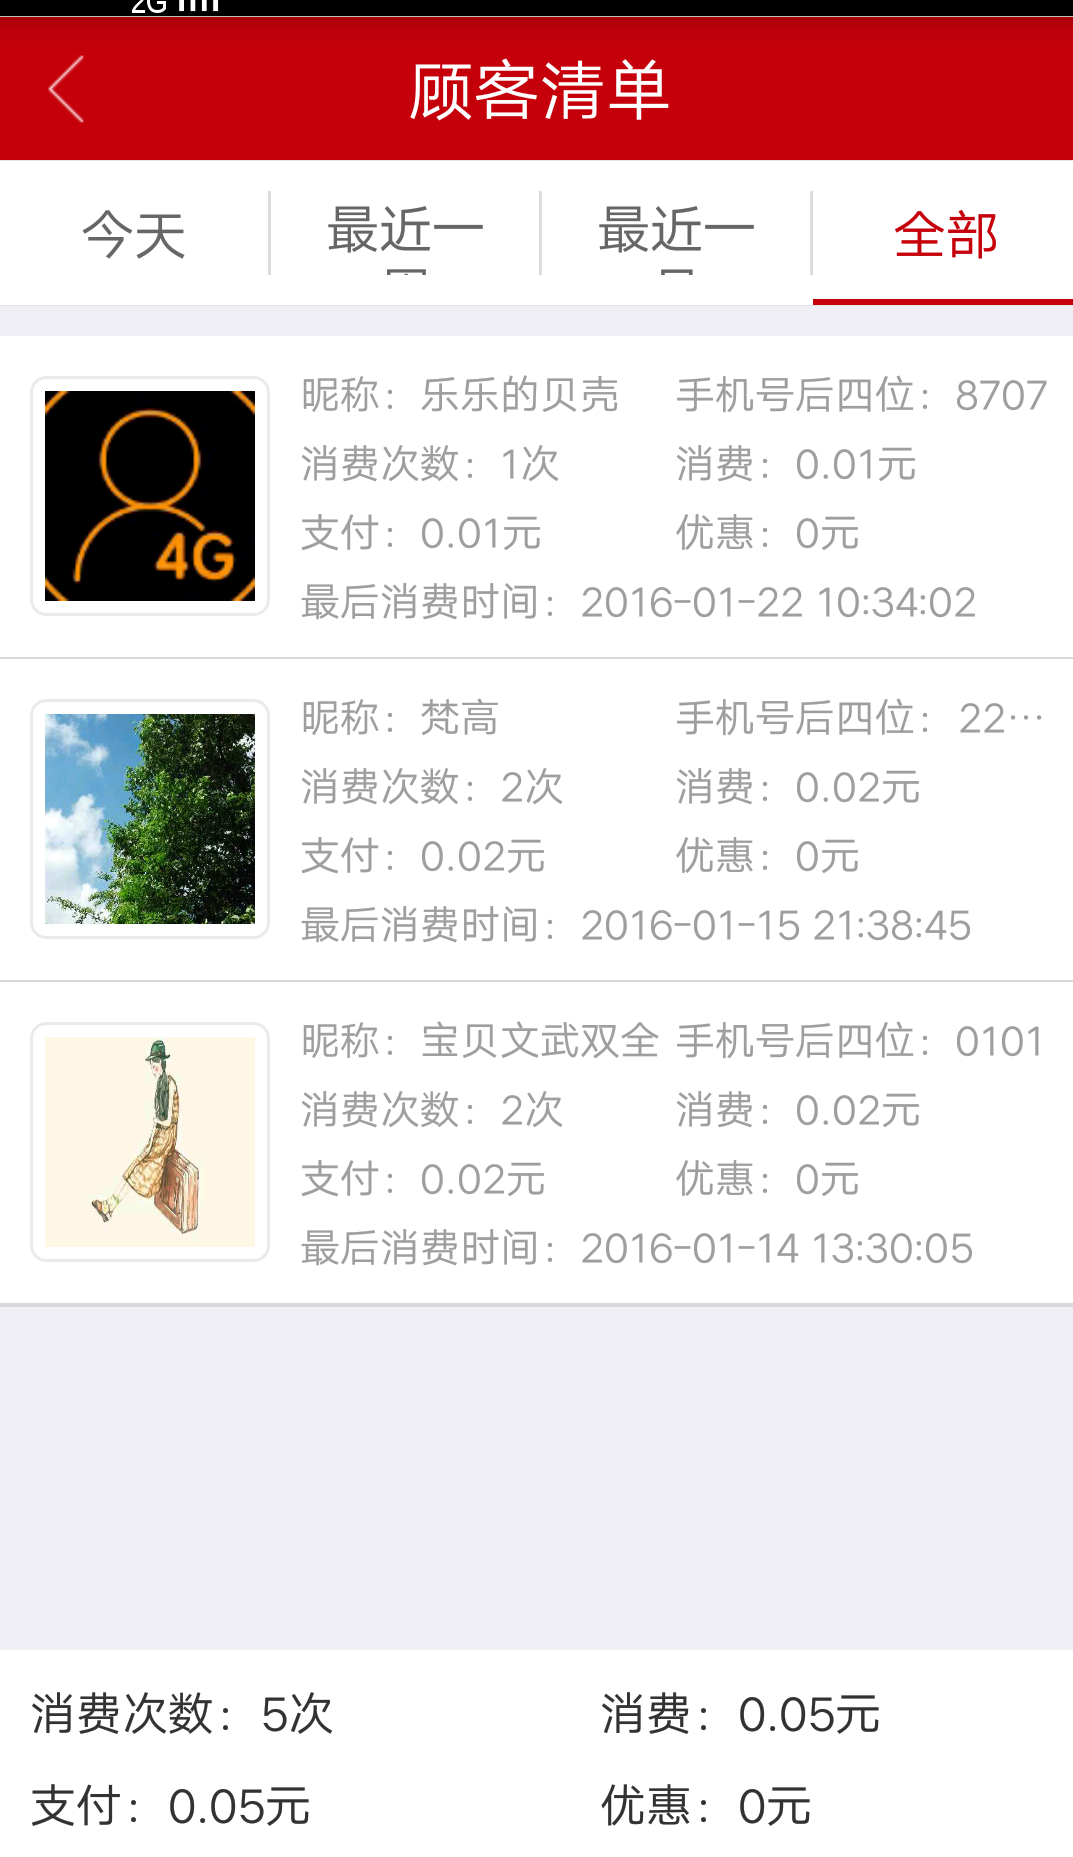 2G
顾客清单
今天
最近一
最近一
全部
4G
昵称：乐乐的贝壳 手机号后四位：8707
消费次数：1次 消费：0.01元
支付：0.01元 优惠：0元
最后消费时间：2016-01-22 10:34:02
昵称：梵高 手机号后四位：22…
消费次数：2次 消费：0.02元
支付：0.02元 优惠：0元
最后消费时间：2016-01-15 21:38:45
昵称：宝贝文武双全 手机号后四位：0101
消费次数：2次 消费：0.02元
支付：0.02元 优惠：0元
最后消费时间：2016-01-14 13:30:05
消费次数：5次 消费：0.05元
支付：0.05元 优惠：0元